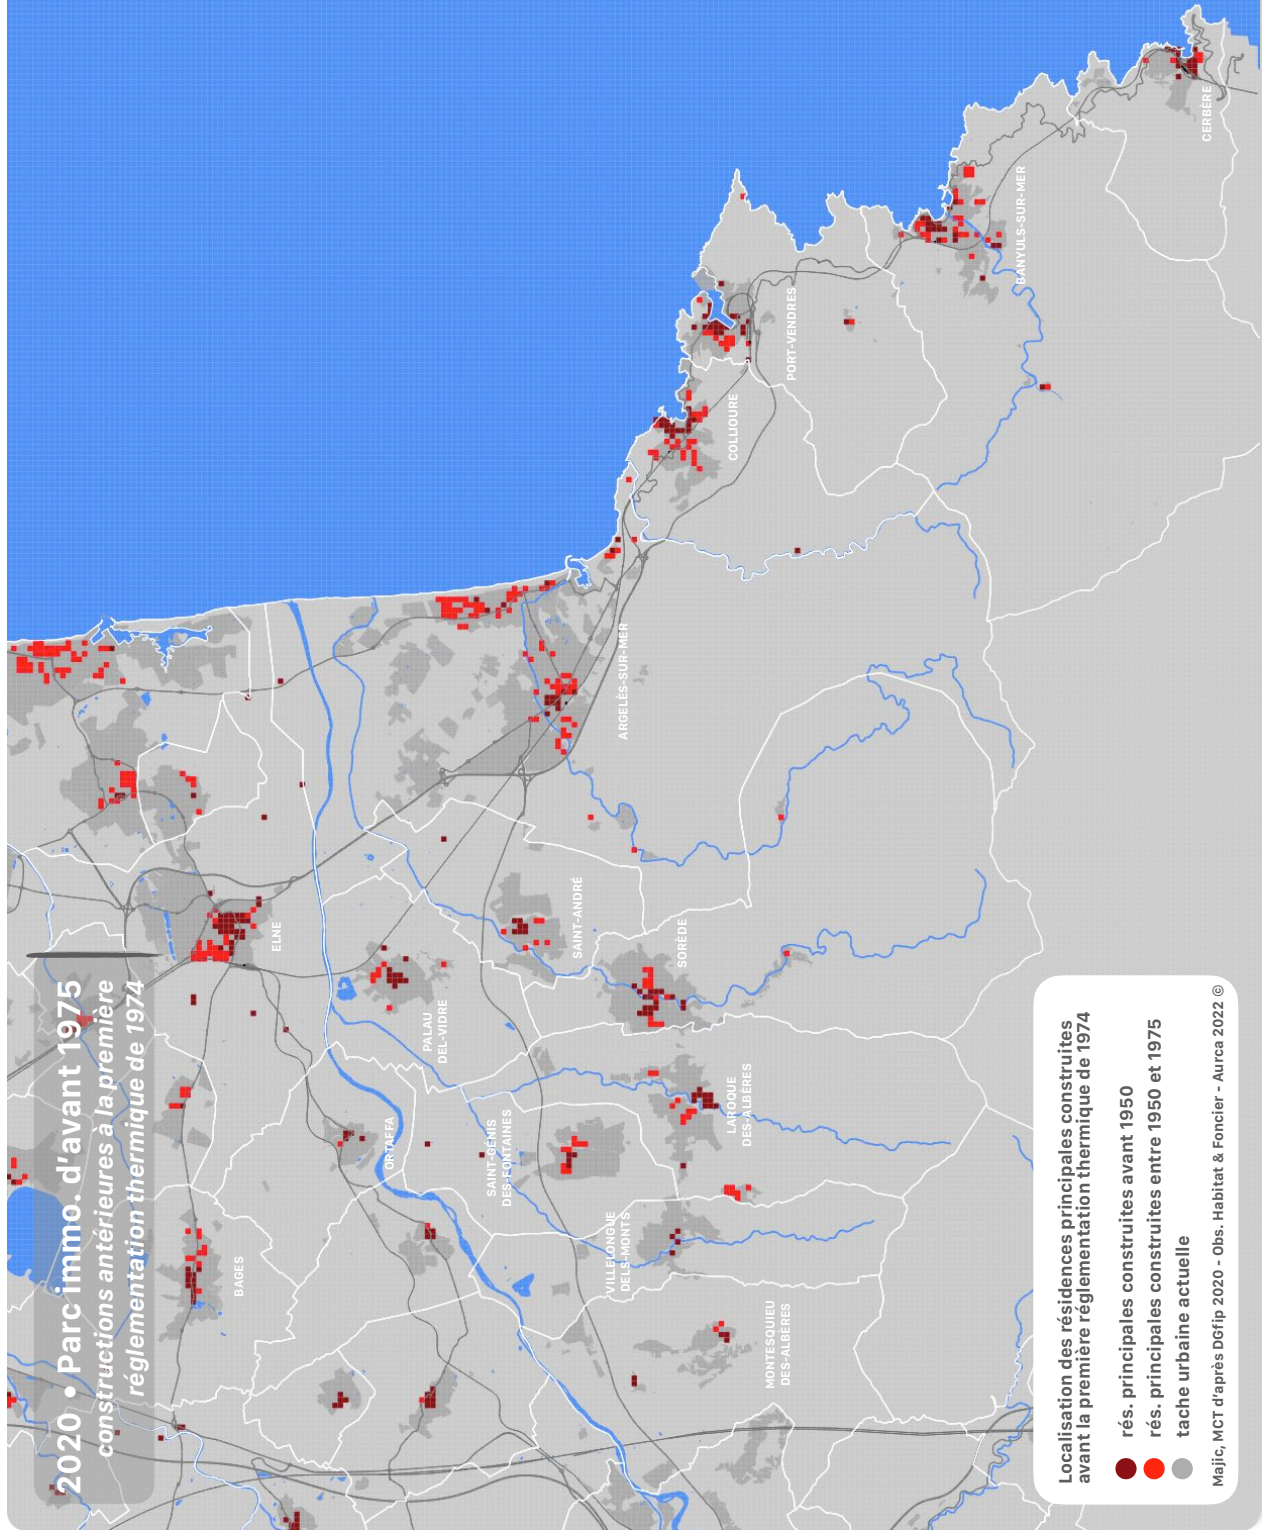 2020 • Parc immo. d'avant 1975
constructions antérieures à la première
réglementation thermique de 1974
BAGES
ELNE
ORTAFFA
PALAU
DEL-VIDRE
SAINT-GÉNIS
DES-FONTAINES
SAINT-ANDRÉ
ARGELÈS-SUR-MER
VILLELONGUE
DELS-MONTS
SORÈDE
LAROQUE
DES-ALBÈRES
MONTESQUIEU
DES-ALBÈRES
COLLIOURE
PORT-VENDRES
BANYULS-SUR-MER
CERBÈRE
Localisation des résidences principales construites
avant la première réglementation thermique de 1974
rés. principales construites avant 1950
rés. principales construites entre 1950 et 1975
tache urbaine actuelle
Majic, MCT d'après DGfip 2020 - Obs. Habitat & Foncier - Aurca 2022 ©